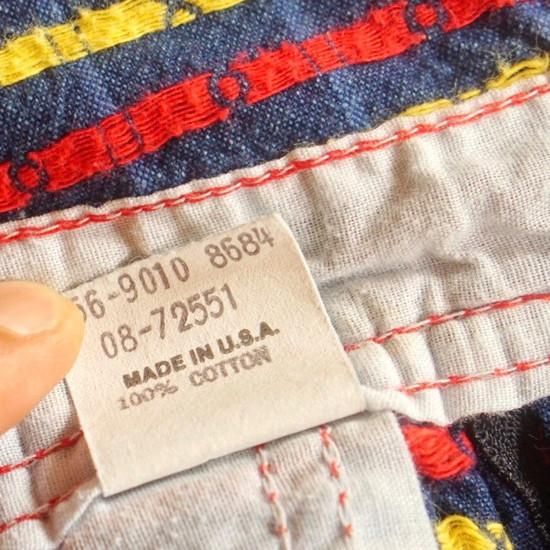 56-9010 8684
08-72551
MADE IN U.S.A.
100% COTTON